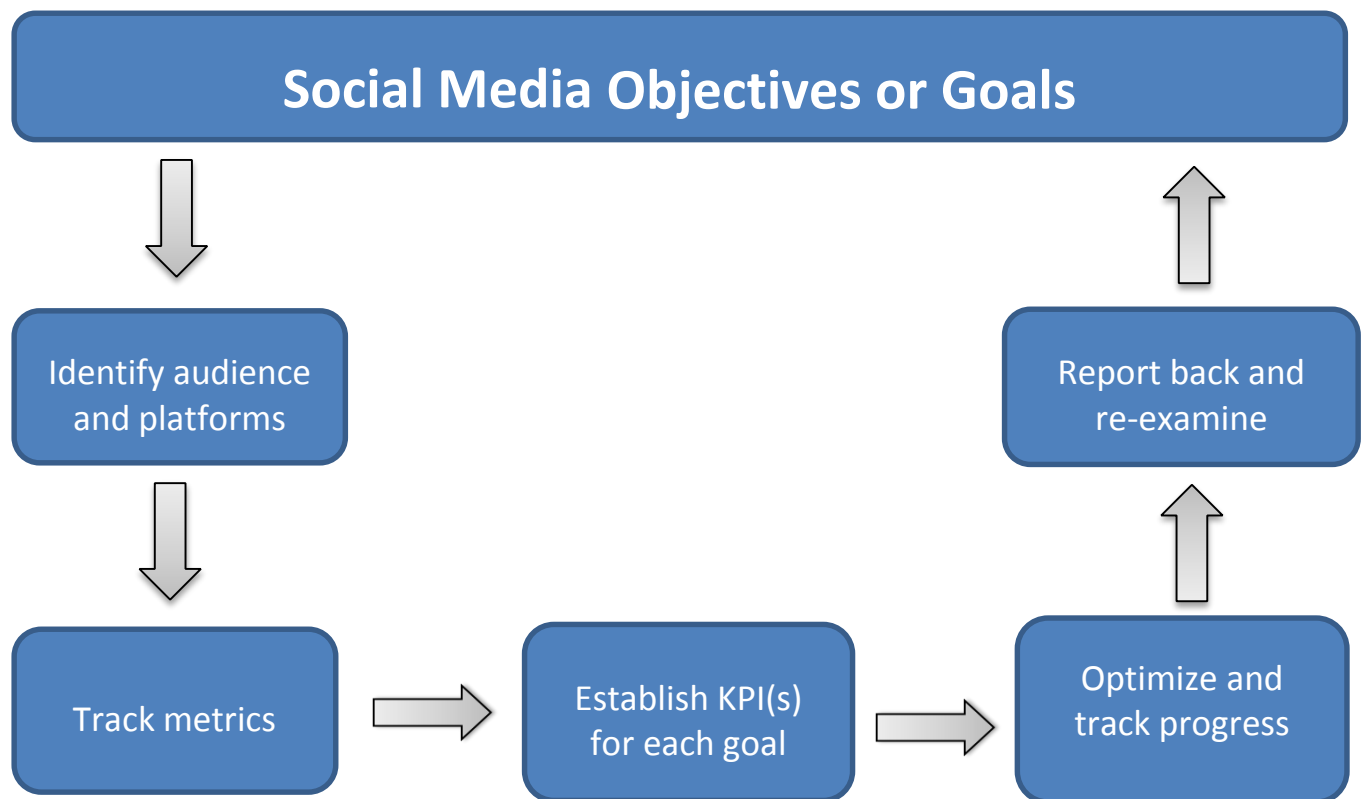 Social Media Objectives or Goals
Identify audience
and platforms
Report back and
re-examine
Track metrics
Establish KPI(s)
for each goal
Optimize and
track progress